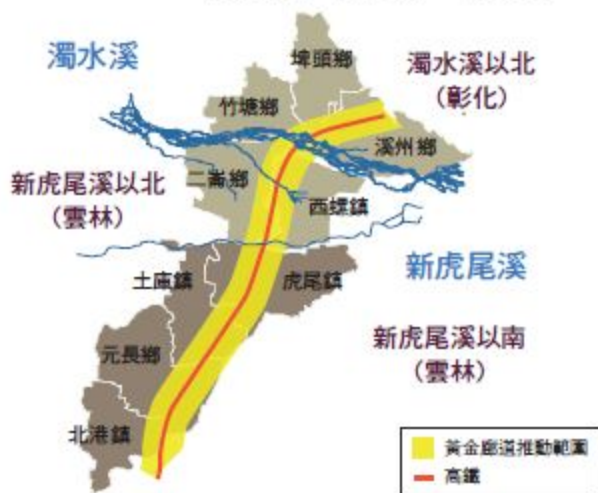 埤頭鄉
濁水溪
濁水溪以北
(彰化)
竹塘鄉
溪州鄉
二崙鄉
新虎尾溪以北
(雲林)
西螺鎮
新虎尾溪
土庫鎮
虎尾鎮
新虎尾溪以南
(雲林)
元長鄉
北港鎮
黃金廊道推動範圍
高鐵